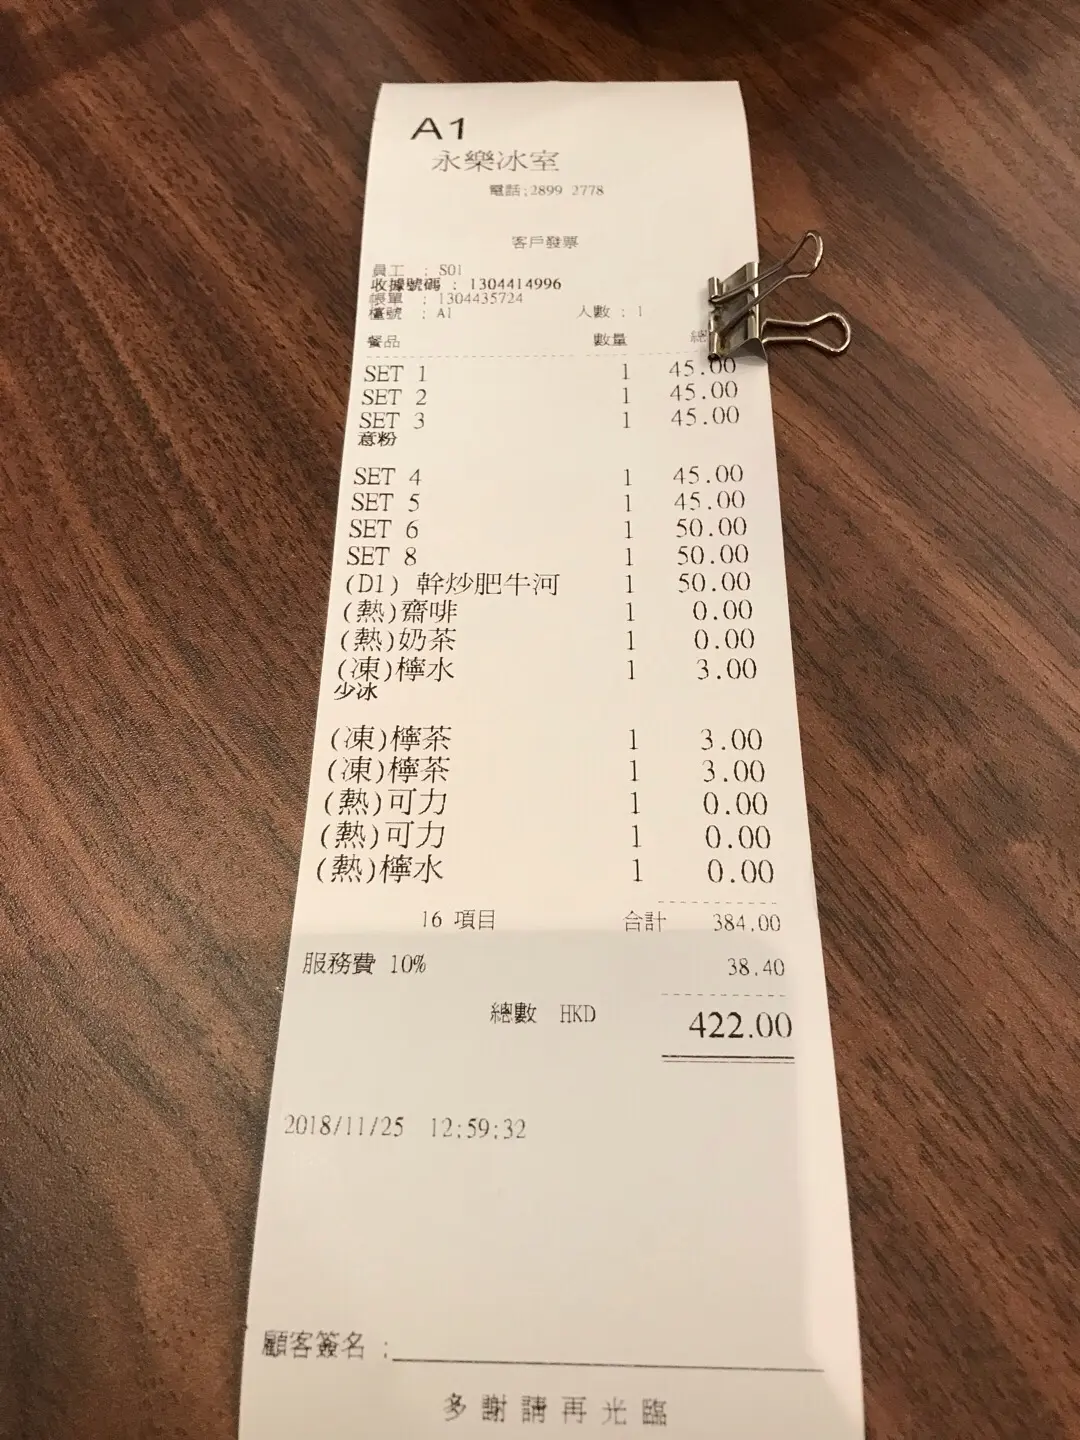 A1
永樂冰室
電話:2899 2778
客戶發票
員工 : S01
收據號碼 : 1304414996
帳單 : 1304435724
檯號 : A1 人數 : 1
餐品 數量 總
SET 1 1 45.00
SET 2 1 45.00
SET 3 1 45.00
意粉
SET 4 1 45.00
SET 5 1 45.00
SET 6 1 50.00
SET 8 1 50.00
(D1) 幹炒肥牛河 1 50.00
(熱)齋啡 1 0.00
(熱)奶茶 1 0.00
(凍)檸水 1 3.00
少冰
(凍)檸茶 1 3.00
(凍)檸茶 1 3.00
(熱)可力 1 0.00
(熱)可力 1 0.00
(熱)檸水 1 0.00
16 項目 合計 384.00
服務費 10% 38.40
總數 HKD 422.00
2018/11/25 12:59:32
顧客簽名 :
多謝請再光臨